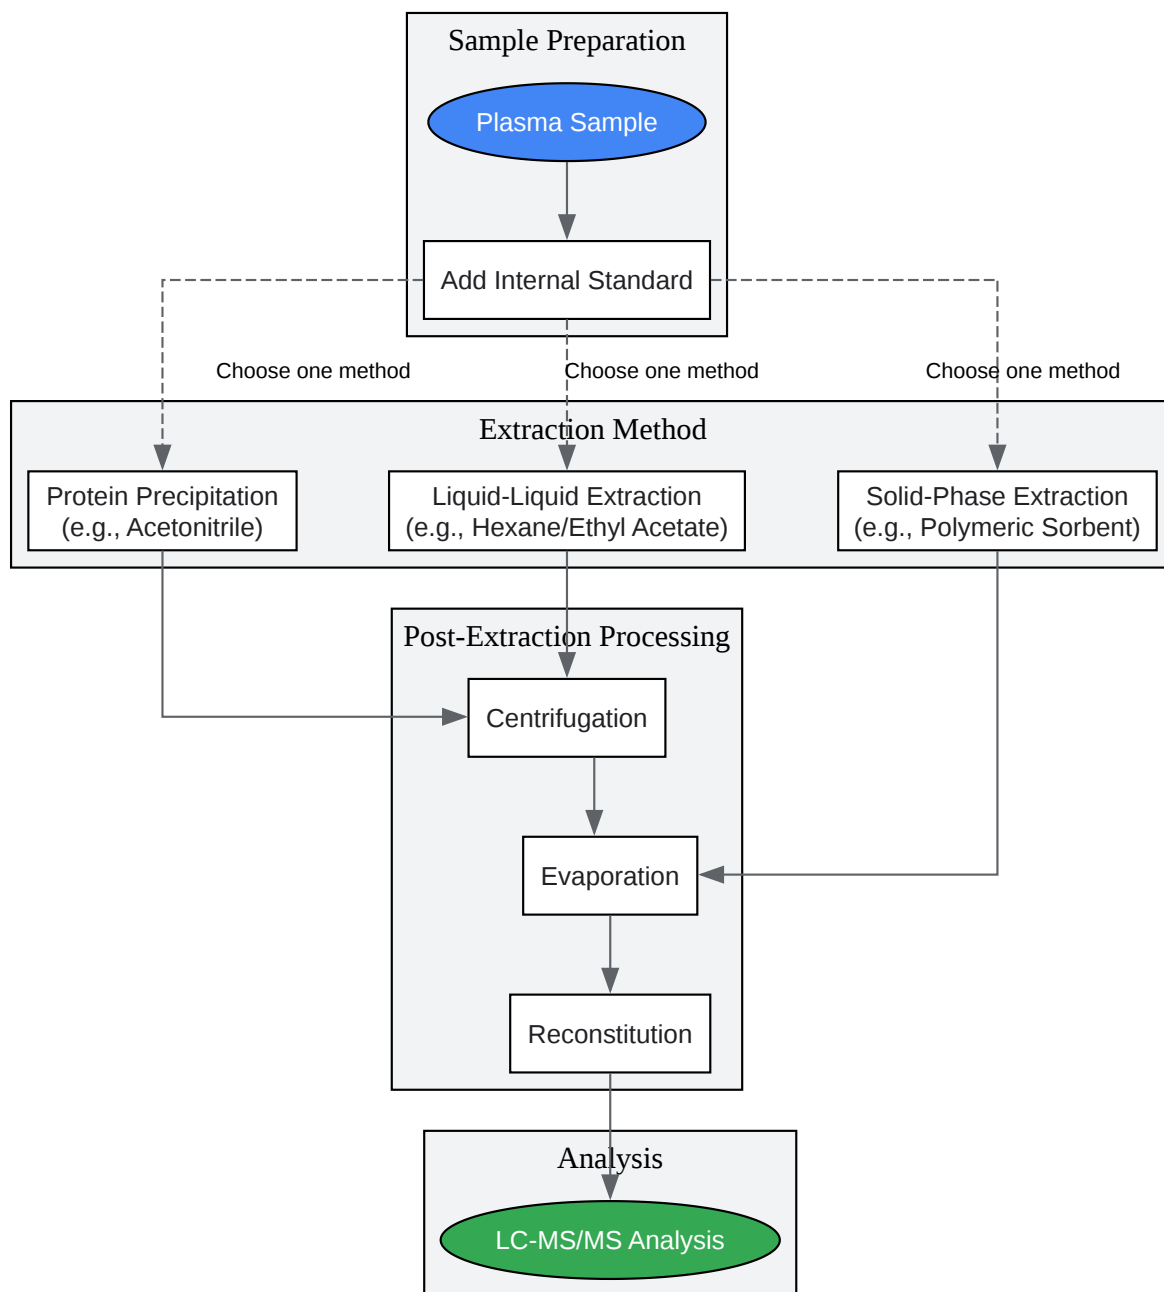 Sample Preparation
Plasma Sample
Add Internal Standard
Choose one method
Choose one method
Choose one method
Extraction Method
Protein Precipitation
(e.g., Acetonitrile)
Liquid-Liquid Extraction
(e.g., Hexane/Ethyl Acetate)
Solid-Phase Extraction
(e.g., Polymeric Sorbent)
Post-Extraction Processing
Centrifugation
Evaporation
Reconstitution
Analysis
LC-MS/MS Analysis